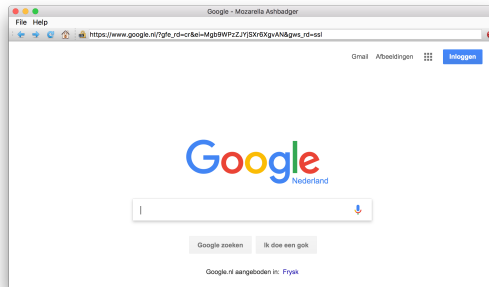 Google - Mozarella Ashbadger
File Help
https://www.google.nl/?gfe_rd=cr&ei=Mgb9WPzZJYjSXr6XgvAN&gws_rd=ssl
Gmail Afbeeldingen Inloggen
Google
Nederland
Google zoeken Ik doe een gok
Google.nl aangeboden in: Frysk